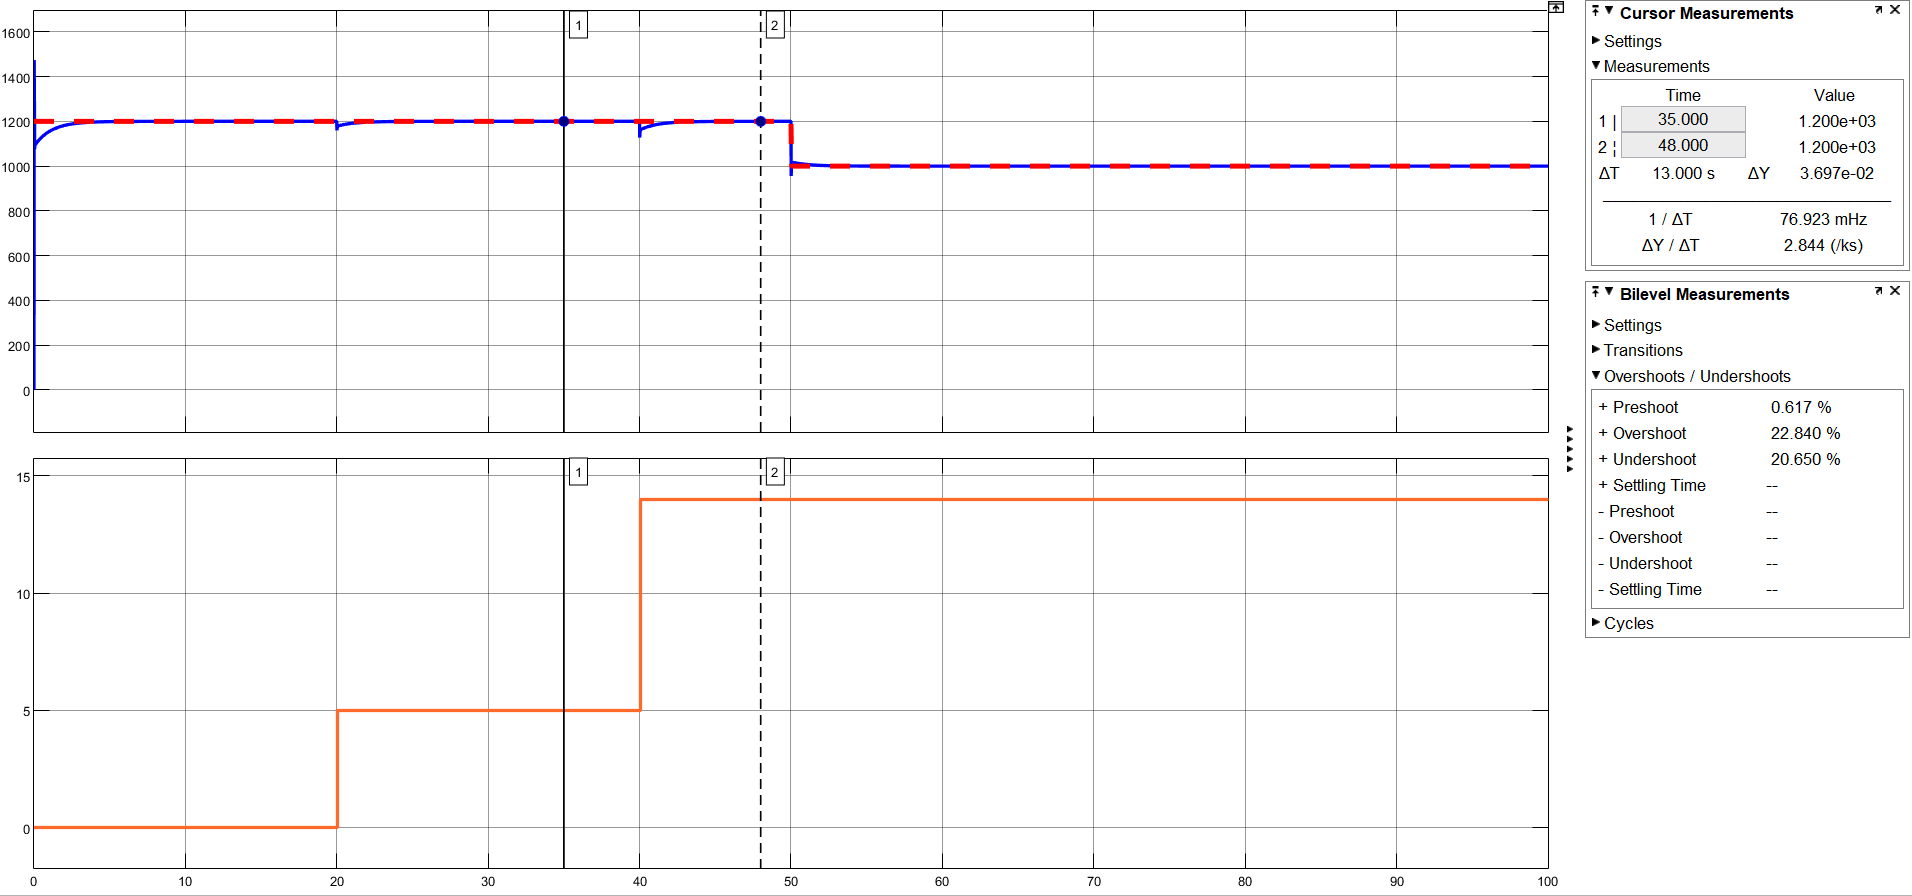 1
2
1600
1400
1200
1000
800
600
400
200
0
1
2
15
10
5
0
0 10 20 30 40 50 60 70 80 90 100
Cursor Measurements
Settings
Measurements
Time Value
1 | 35.000 1.200e+03
2 ¦ 48.000 1.200e+03
ΔT 13.000 s ΔY 3.697e-02
1 / ΔT 76.923 mHz
ΔY / ΔT 2.844 (/ks)
Bilevel Measurements
Settings
Transitions
Overshoots / Undershoots
+ Preshoot 0.617 %
+ Overshoot 22.840 %
+ Undershoot 20.650 %
+ Settling Time --
- Preshoot --
- Overshoot --
- Undershoot --
- Settling Time --
Cycles